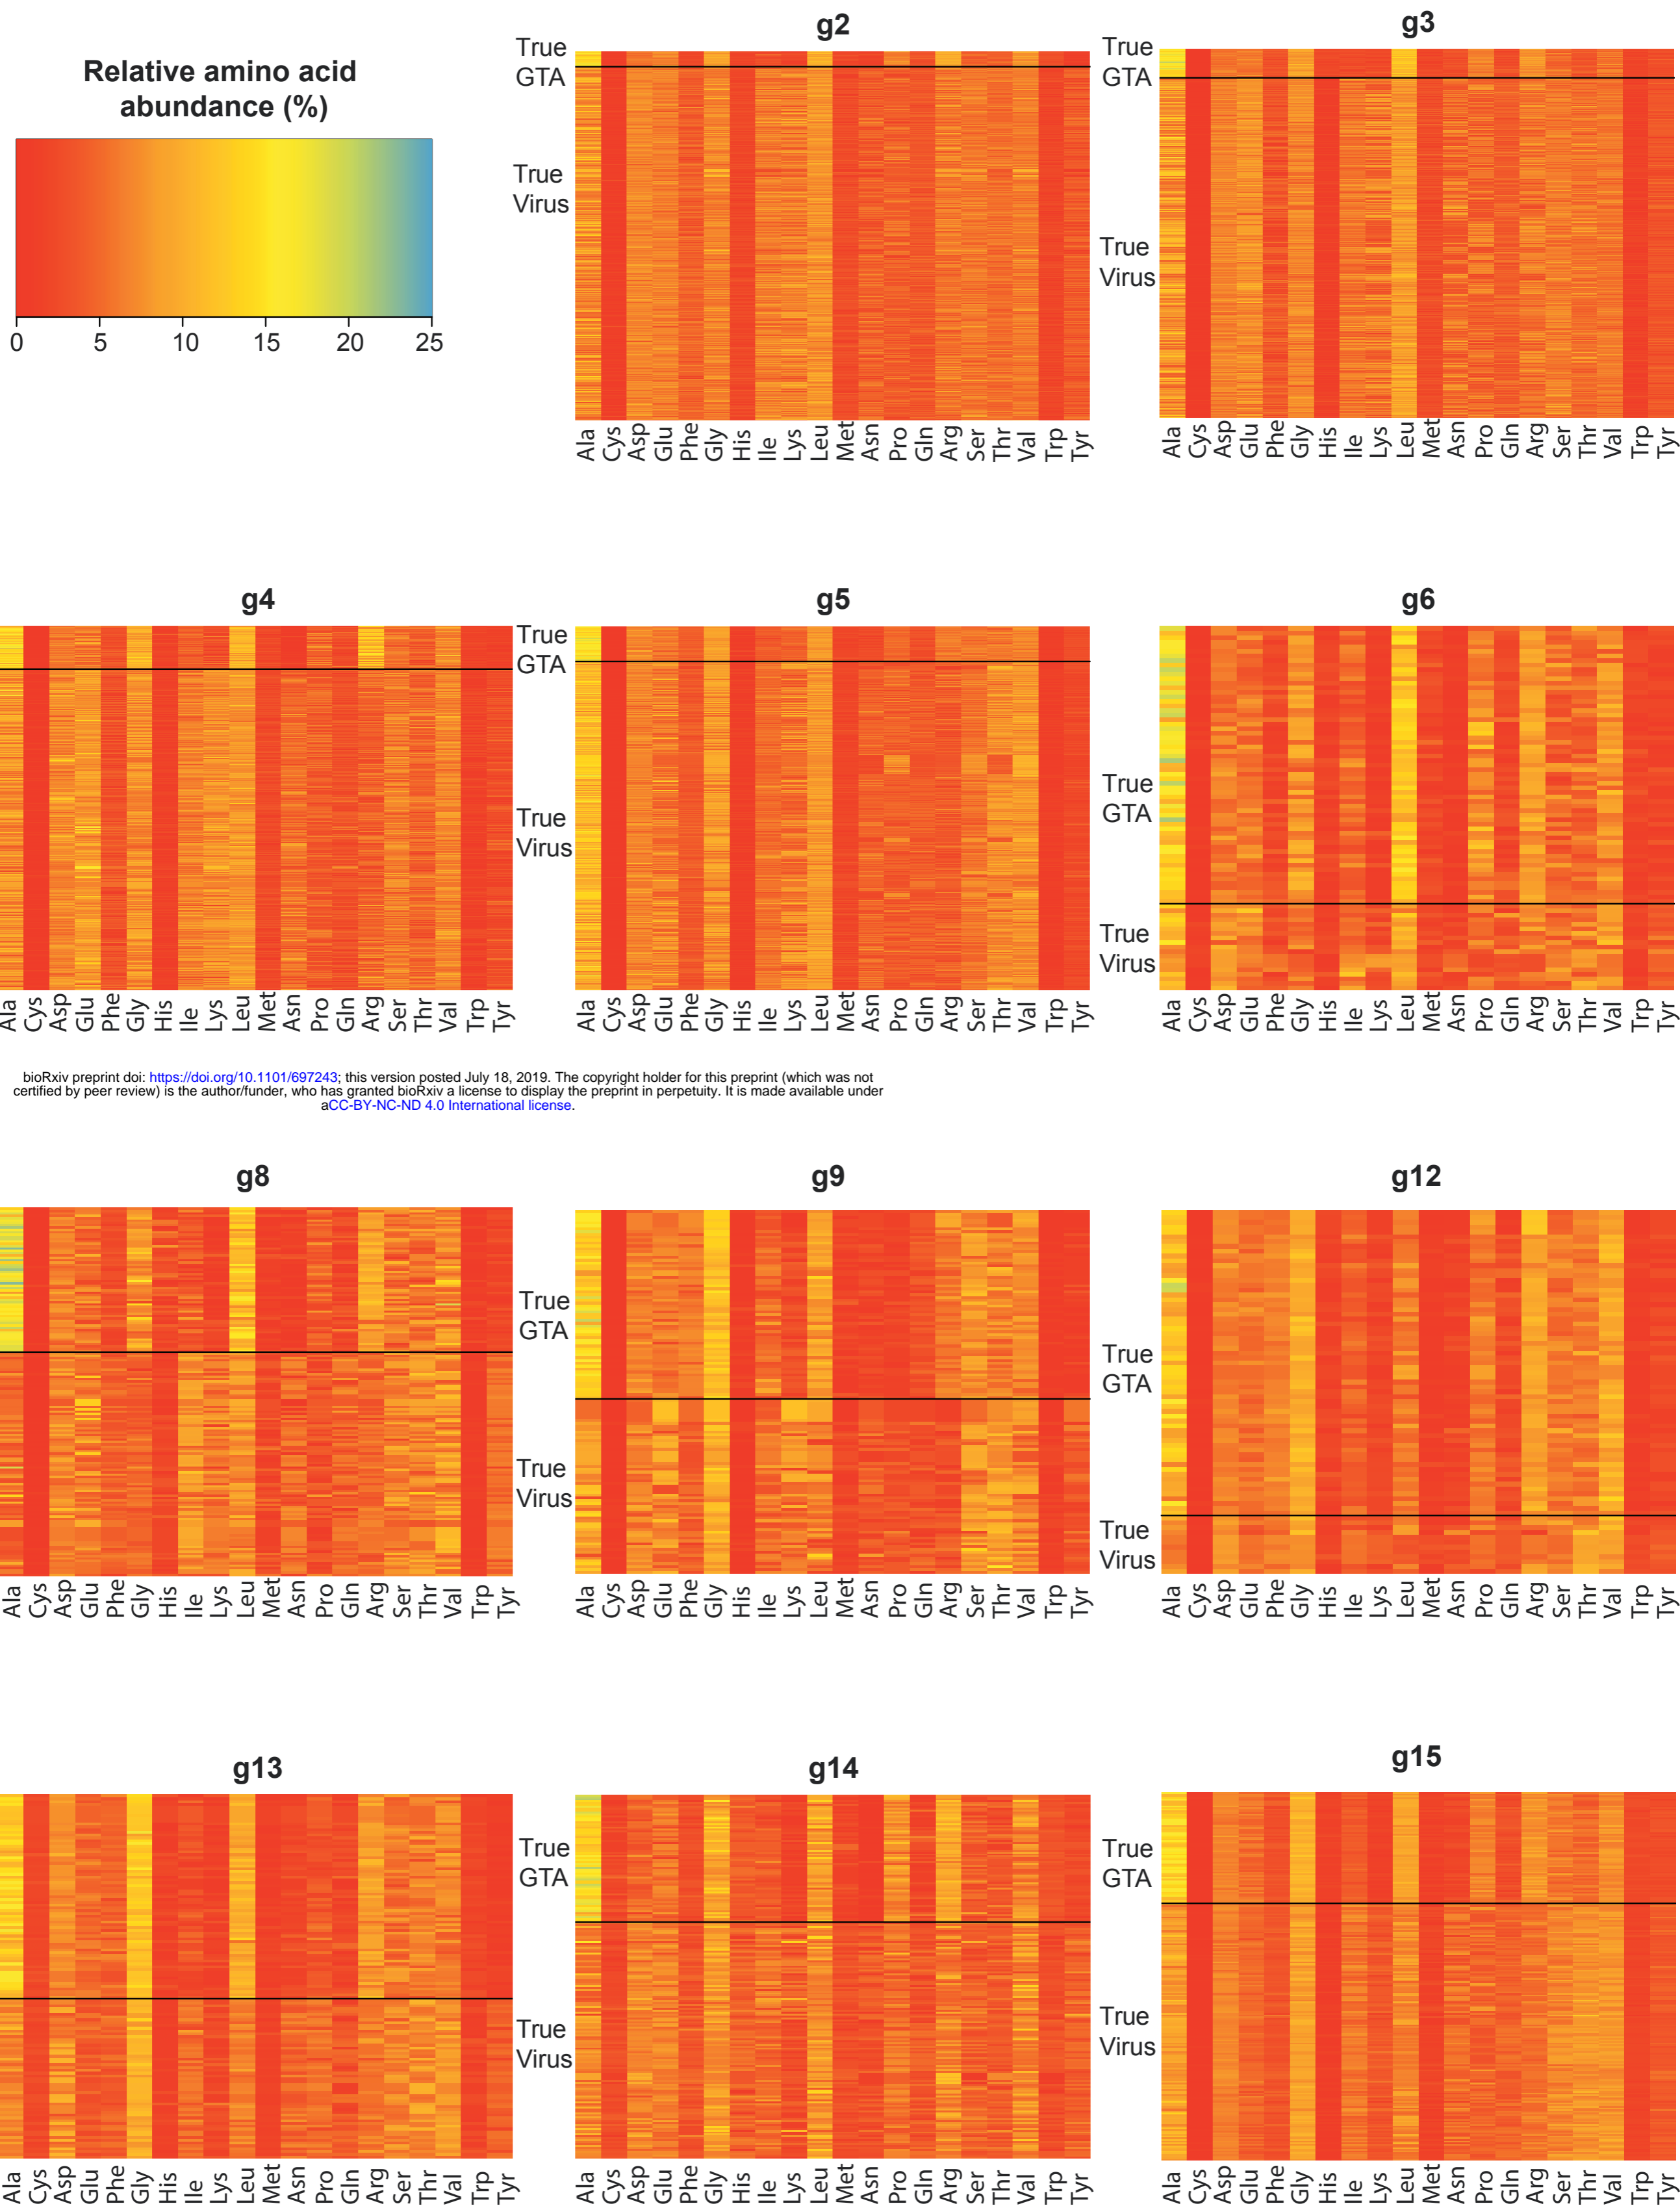 Relative amino acid
abundance (%)
0 5 10 15 20 25
g2
True
GTA
True
Virus
Ala Cys Asp Glu Phe Gly His Ile Lys Leu Met Asn Pro Gln Arg Ser Thr Val Trp Tyr
g3
True
GTA
True
Virus
Ala Cys Asp Glu Phe Gly His Ile Lys Leu Met Asn Pro Gln Arg Ser Thr Val Trp Tyr
g4
Ala Cys Asp Glu Phe Gly His Ile Lys Leu Met Asn Pro Gln Arg Ser Thr Val Trp Tyr
g5
True
GTA
True
Virus
Ala Cys Asp Glu Phe Gly His Ile Lys Leu Met Asn Pro Gln Arg Ser Thr Val Trp Tyr
g6
True
GTA
True
Virus
Ala Cys Asp Glu Phe Gly His Ile Lys Leu Met Asn Pro Gln Arg Ser Thr Val Trp Tyr
bioRxiv preprint doi: https://doi.org/10.1101/697243; this version posted July 18, 2019. The copyright holder for this preprint (which was not
certified by peer review) is the author/funder, who has granted bioRxiv a license to display the preprint in perpetuity. It is made available under
aCC-BY-NC-ND 4.0 International license.
g8
Ala Cys Asp Glu Phe Gly His Ile Lys Leu Met Asn Pro Gln Arg Ser Thr Val Trp Tyr
g9
True
GTA
True
Virus
Ala Cys Asp Glu Phe Gly His Ile Lys Leu Met Asn Pro Gln Arg Ser Thr Val Trp Tyr
g12
True
GTA
True
Virus
Ala Cys Asp Glu Phe Gly His Ile Lys Leu Met Asn Pro Gln Arg Ser Thr Val Trp Tyr
g13
Ala Cys Asp Glu Phe Gly His Ile Lys Leu Met Asn Pro Gln Arg Ser Thr Val Trp Tyr
g14
True
GTA
True
Virus
Ala Cys Asp Glu Phe Gly His Ile Lys Leu Met Asn Pro Gln Arg Ser Thr Val Trp Tyr
g15
True
GTA
True
Virus
Ala Cys Asp Glu Phe Gly His Ile Lys Leu Met Asn Pro Gln Arg Ser Thr Val Trp Tyr